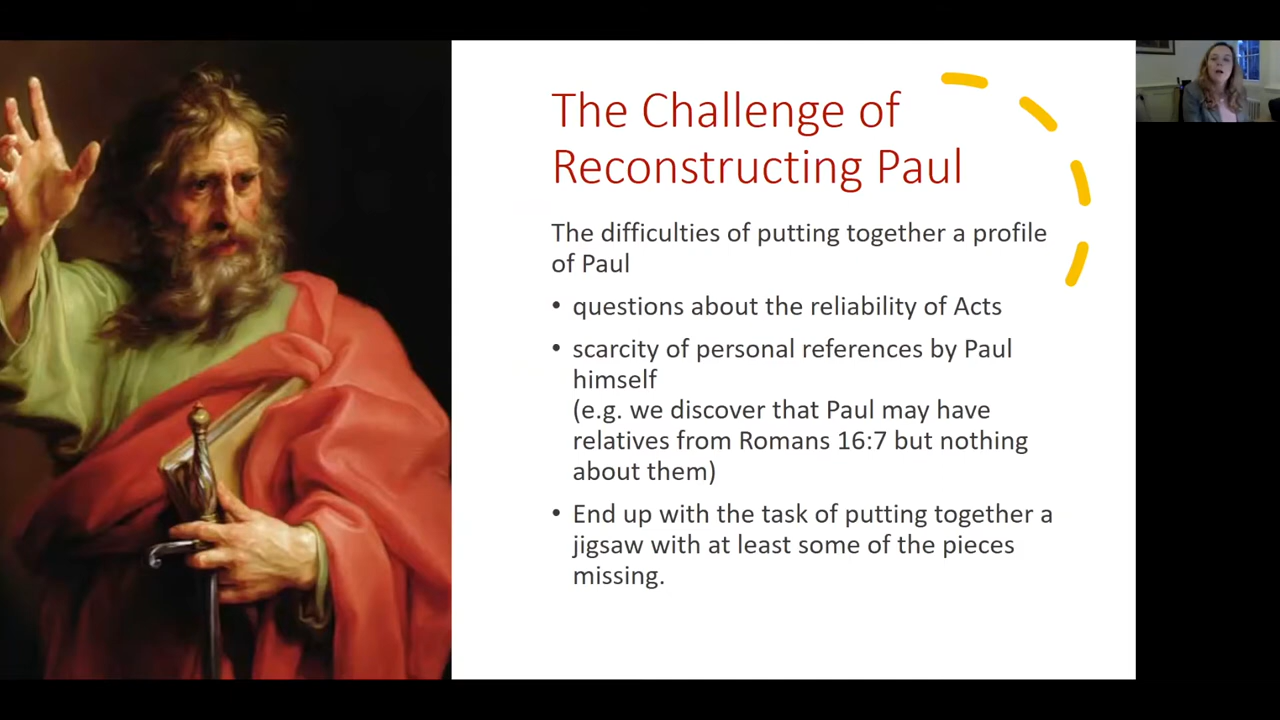 The Challenge of
Reconstructing Paul
The difficulties of putting together a profile
of Paul
• questions about the reliability of Acts
• scarcity of personal references by Paul
himself
(e.g. we discover that Paul may have
relatives from Romans 16:7 but nothing
about them)
• End up with the task of putting together a
jigsaw with at least some of the pieces
missing.